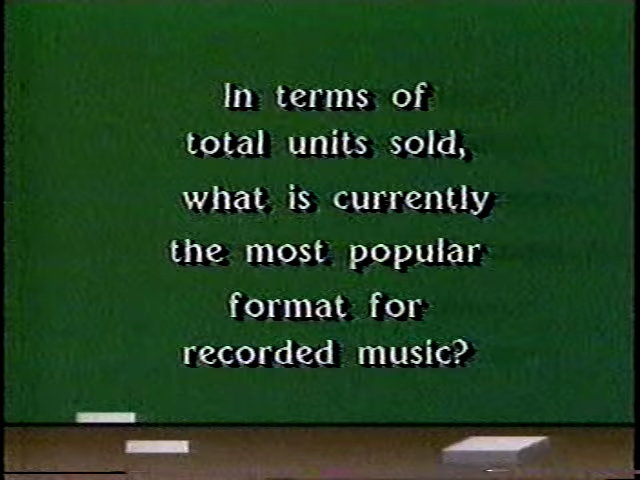 In terms of
total units sold,
what is currently
the most popular
format for
recorded music?